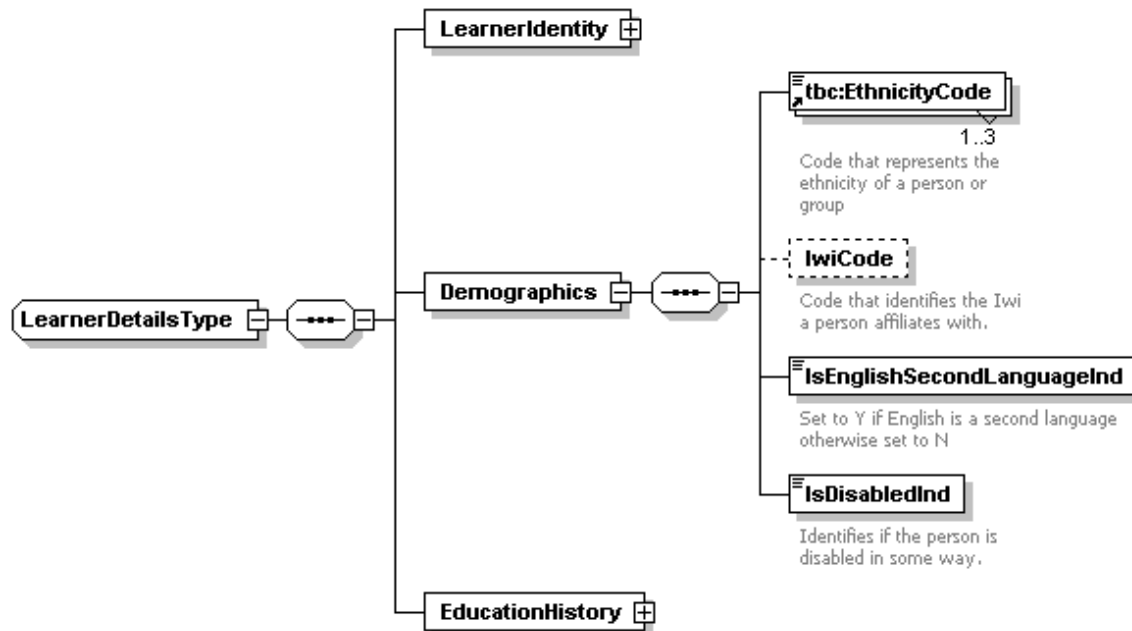 LearnerIdentity
tbc:EthnicityCode
1..3
Code that represents the
ethnicity of a person or
group
IwiCode
Code that identifies the Iwi
a person affiliates with.
LearnerDetailsType
Demographics
IsEnglishSecondLanguageInd
Set to Y if English is a second language
otherwise set to N
IsDisabledInd
Identifies if the person is
disabled in some way.
EducationHistory